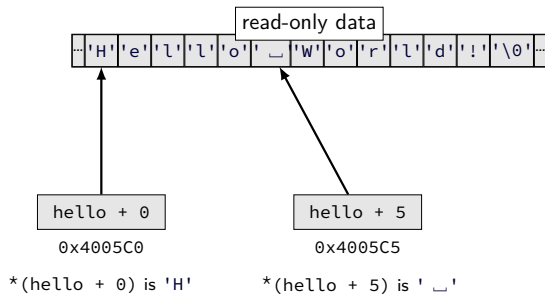 read-only data
... 'H' 'e' 'l' 'l' 'o' '␣' 'W' 'o' 'r' 'l' 'd' '!' '\0' ...
hello + 0 hello + 5
0x4005C0 0x4005C5
*(hello + 0) is 'H' *(hello + 5) is '␣'